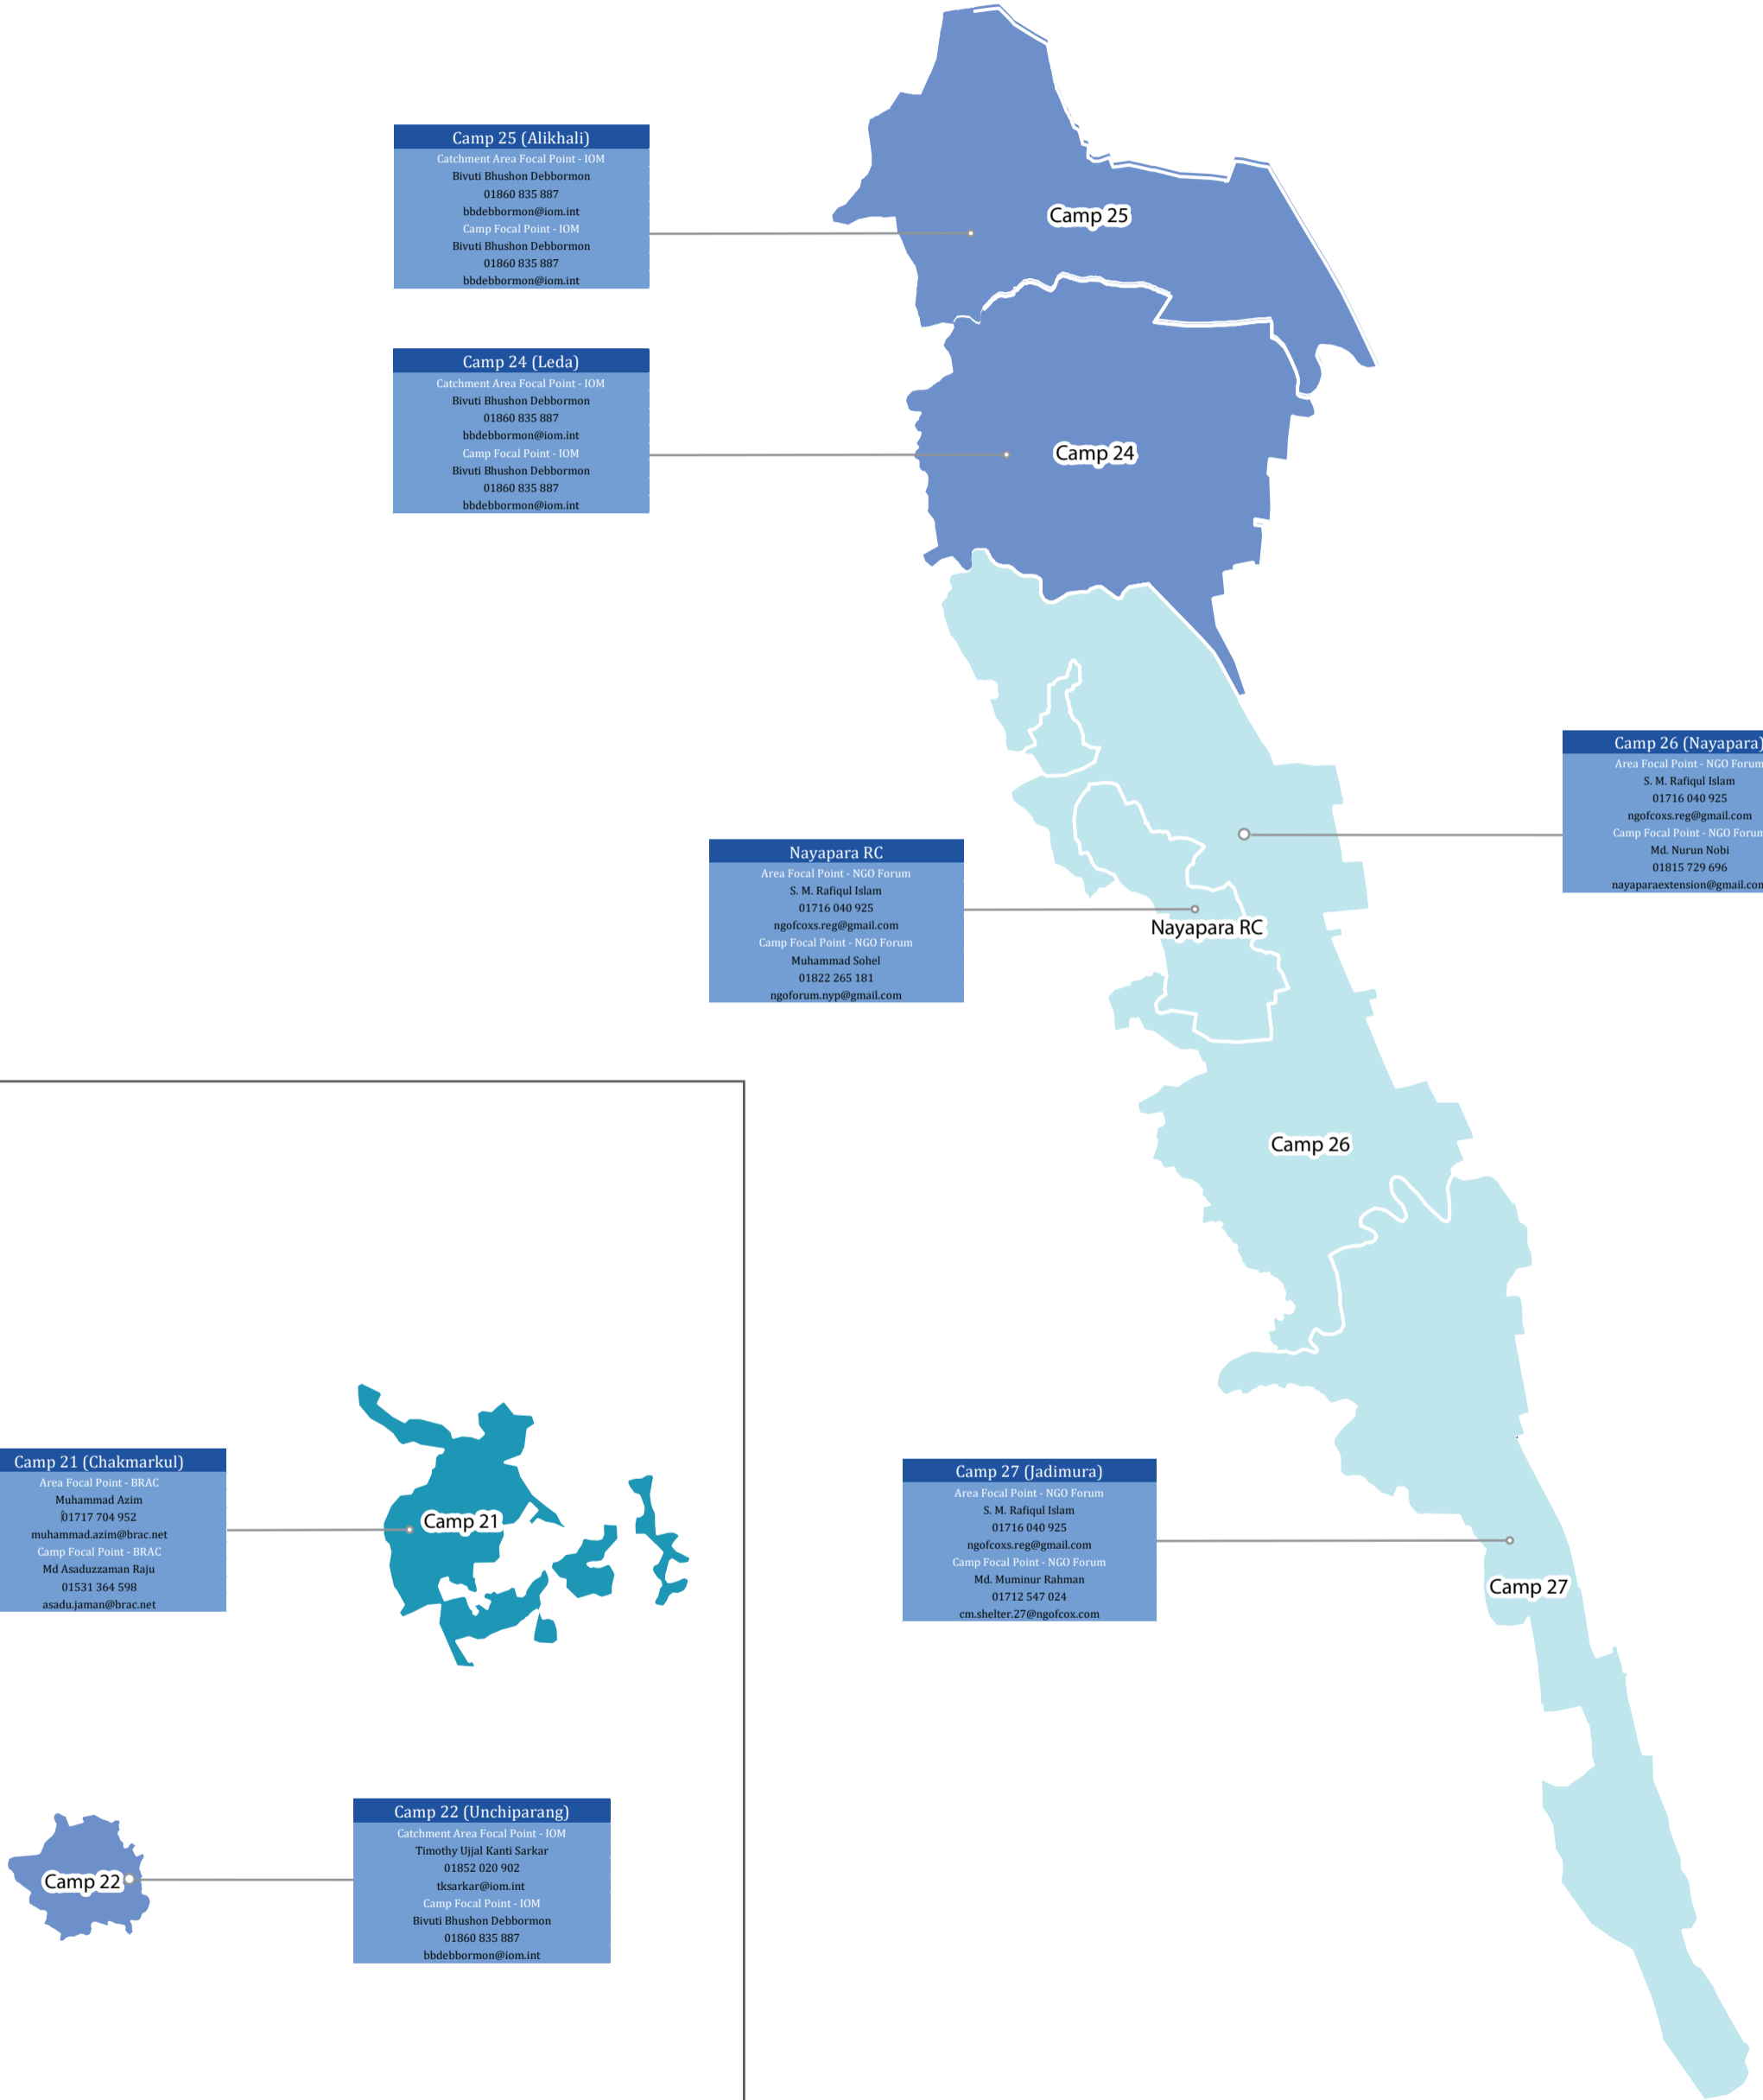 Camp 25 (Alikhali)
Catchment Area Focal Point - IOM
Bivuti Bhushon Debbormon
01860 835 887
bbdebbormon@iom.int
Camp Focal Point - IOM
Bivuti Bhushon Debbormon
01860 835 887
bbdebbormon@iom.int
Camp 25
Camp 24 (Leda)
Catchment Area Focal Point - IOM
Bivuti Bhushon Debbormon
01860 835 887
bbdebbormon@iom.int
Camp Focal Point - IOM
Bivuti Bhushon Debbormon
01860 835 887
bbdebbormon@iom.int
Camp 24
Camp 26 (Nayapara)
Area Focal Point - NGO Forum
S. M. Rafiqul Islam
01716 040 925
ngofcoxs.reg@gmail.com
Camp Focal Point - NGO Forum
Md. Nurun Nobi
01815 729 696
nayaparaextension@gmail.com
Nayapara RC
Area Focal Point - NGO Forum
S. M. Rafiqul Islam
01716 040 925
ngofcoxs.reg@gmail.com
Camp Focal Point - NGO Forum
Muhammad Sohel
01822 265 181
ngoforum.nyp@gmail.com
Nayapara RC
Camp 26
Camp 21 (Chakmarkul)
Area Focal Point - BRAC
Muhammad Azim
01717 704 952
muhammad.azim@brac.net
Camp Focal Point - BRAC
Md Asaduzzaman Raju
01531 364 598
asadu.jaman@brac.net
Camp 21
Camp 27 (Jadimura)
Area Focal Point - NGO Forum
S. M. Rafiqul Islam
01716 040 925
ngofcoxs.reg@gmail.com
Camp Focal Point - NGO Forum
Md. Muminur Rahman
01712 547 024
cm.shelter.27@ngofcox.com
Camp 27
Camp 22
Camp 22 (Unchiparang)
Catchment Area Focal Point - IOM
Timothy Ujjal Kanti Sarkar
01852 020 902
tksarkar@iom.int
Camp Focal Point - IOM
Bivuti Bhushon Debbormon
01860 835 887
bbdebbormon@iom.int